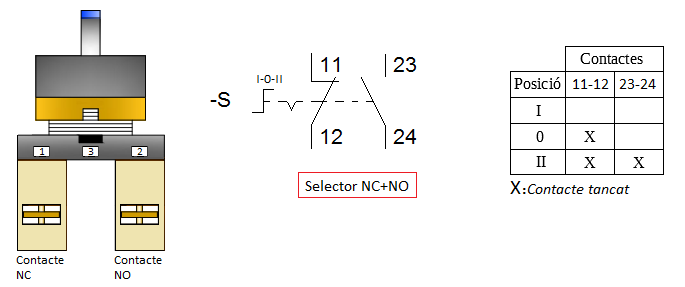 1
3
2
Contacte
NC
Contacte
NO
I-0-II
-S
11
23
12
24
Selector NC+NO
Contactes
Posició 11-12 23-24
I
0 X
II X X
X:Contacte tancat